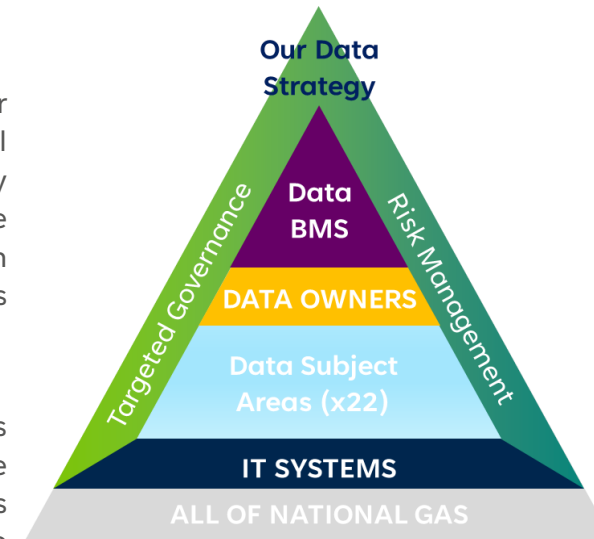 Our Data
Strategy
Data
BMS
Targeted Governance
Risk Management
DATA OWNERS
Data Subject
Areas (x22)
IT SYSTEMS
ALL OF NATIONAL GAS